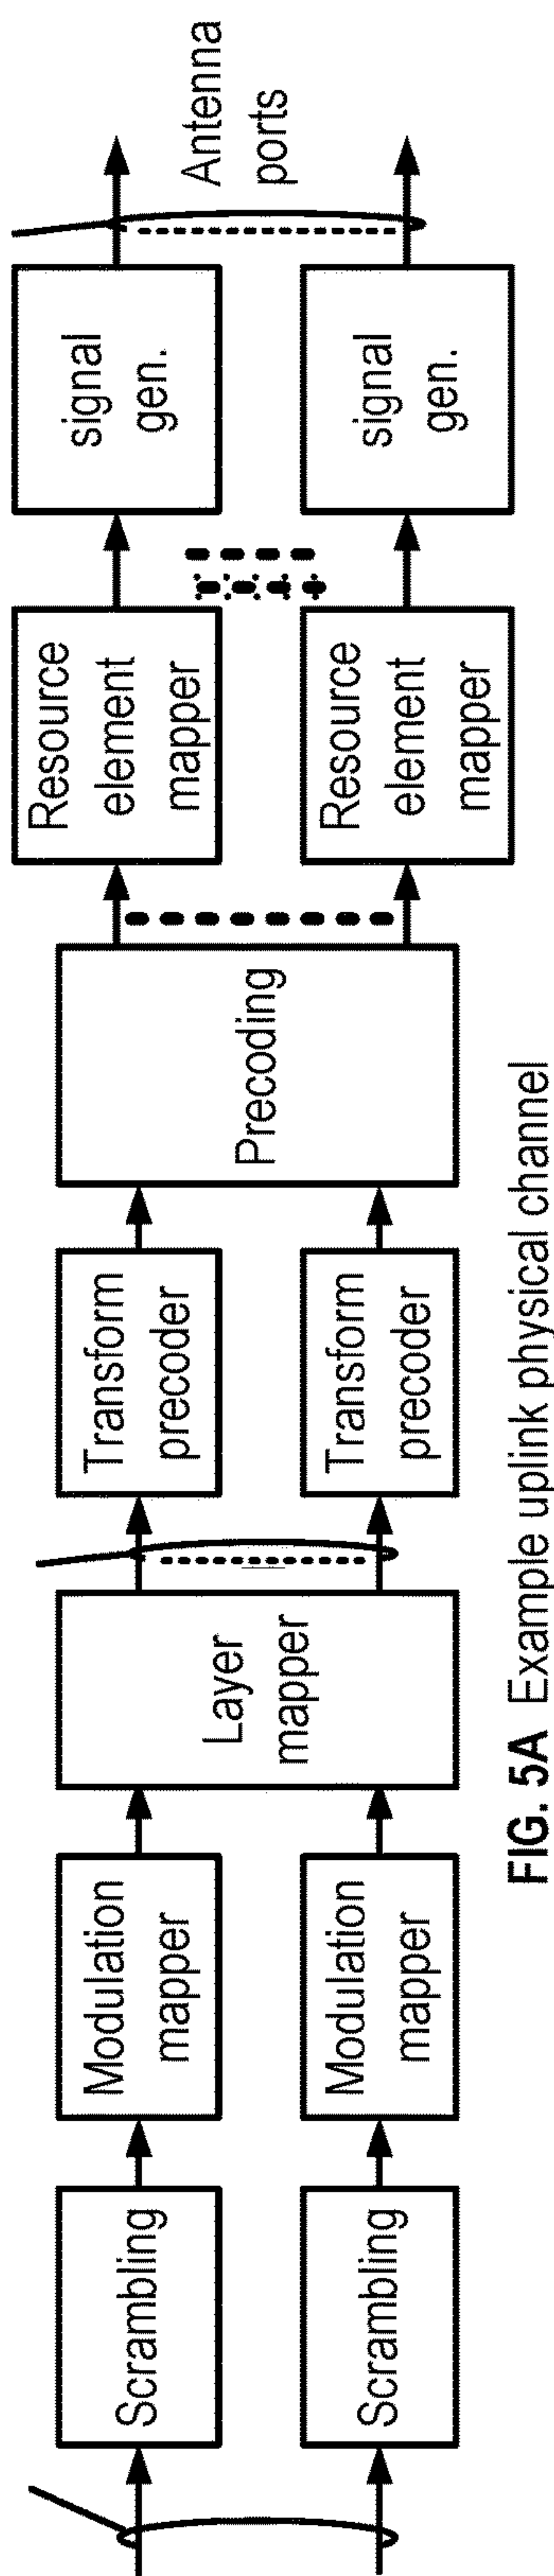 Scrambling
Scrambling
Modulation
mapper
Modulation
mapper
Layer
mapper
Transform
precoder
Transform
precoder
Precoding
Resource
element
mapper
Resource
element
mapper
signal
gen.
signal
gen.
Antenna
ports
FIG. 5A Example uplink physical channel